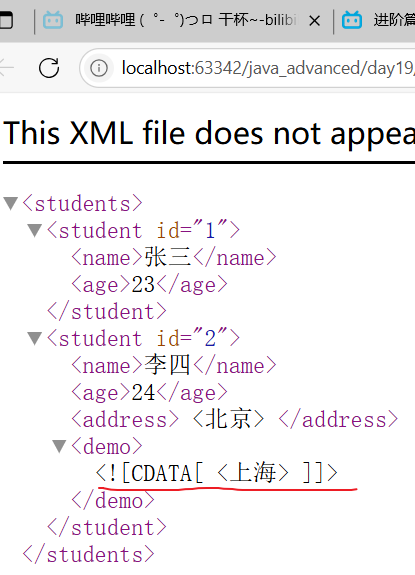 哔哩哔哩 (゜-゜)つロ 干杯~-bilibi
进阶篇
localhost:63342/java_advanced/day19/
This XML file does not appea
▼<students>
▼<student id="1">
<name>张三</name>
<age>23</age>
</student>
▼<student id="2">
<name>李四</name>
<age>24</age>
<address> <北京> </address>
▼<demo>
<![CDATA[ <上海> ]]>
</demo>
</student>
</students>